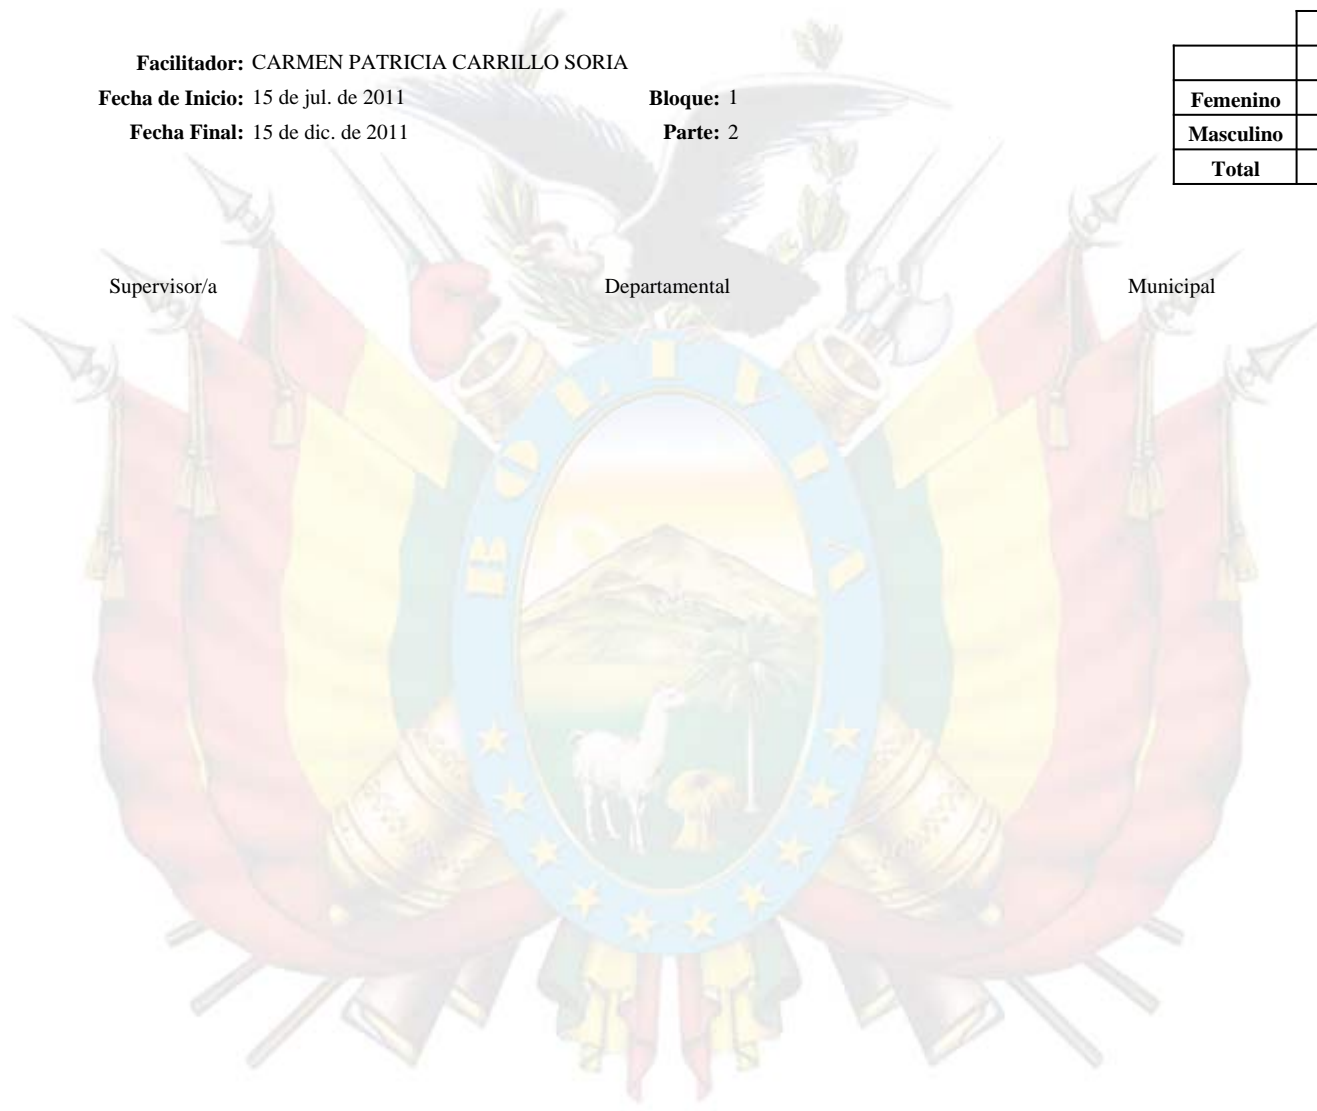 Facilitador: CARMEN PATRICIA CARRILLO SORIA
Fecha de Inicio: 15 de jul. de 2011 Bloque: 1
Fecha Final: 15 de dic. de 2011 Parte: 2
Femenino
Masculino
Total
Supervisor/a Departamental Municipal
BOLIVIA